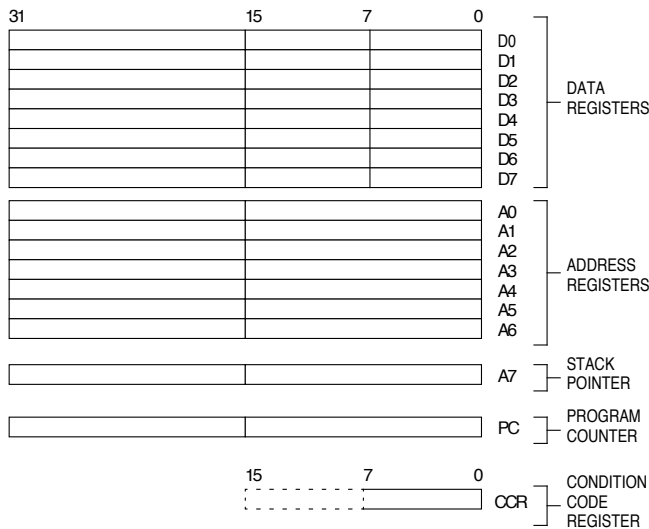 31 15 7 0
D0
D1
D2
D3
D4
D5
D6
D7
DATA
REGISTERS
A0
A1
A2
A3
A4
A5
A6
ADDRESS
REGISTERS
A7
STACK
POINTER
PC
PROGRAM
COUNTER
15 7 0
CCR
CONDITION
CODE
REGISTER